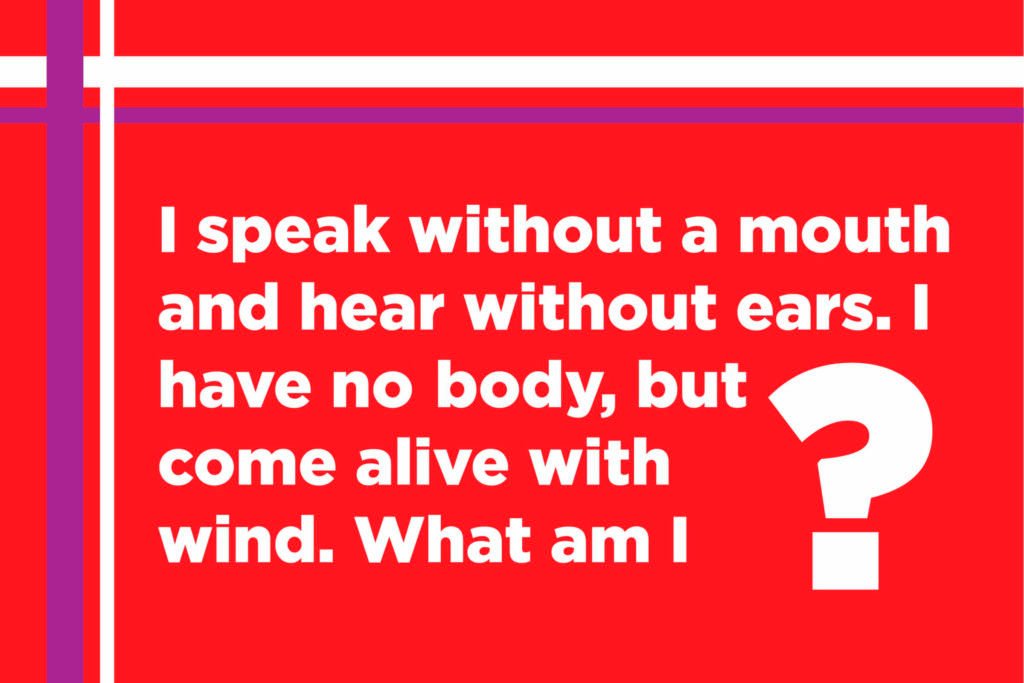 I speak without a mouth
and hear without ears. I
have no body, but
come alive with
wind. What am I ?